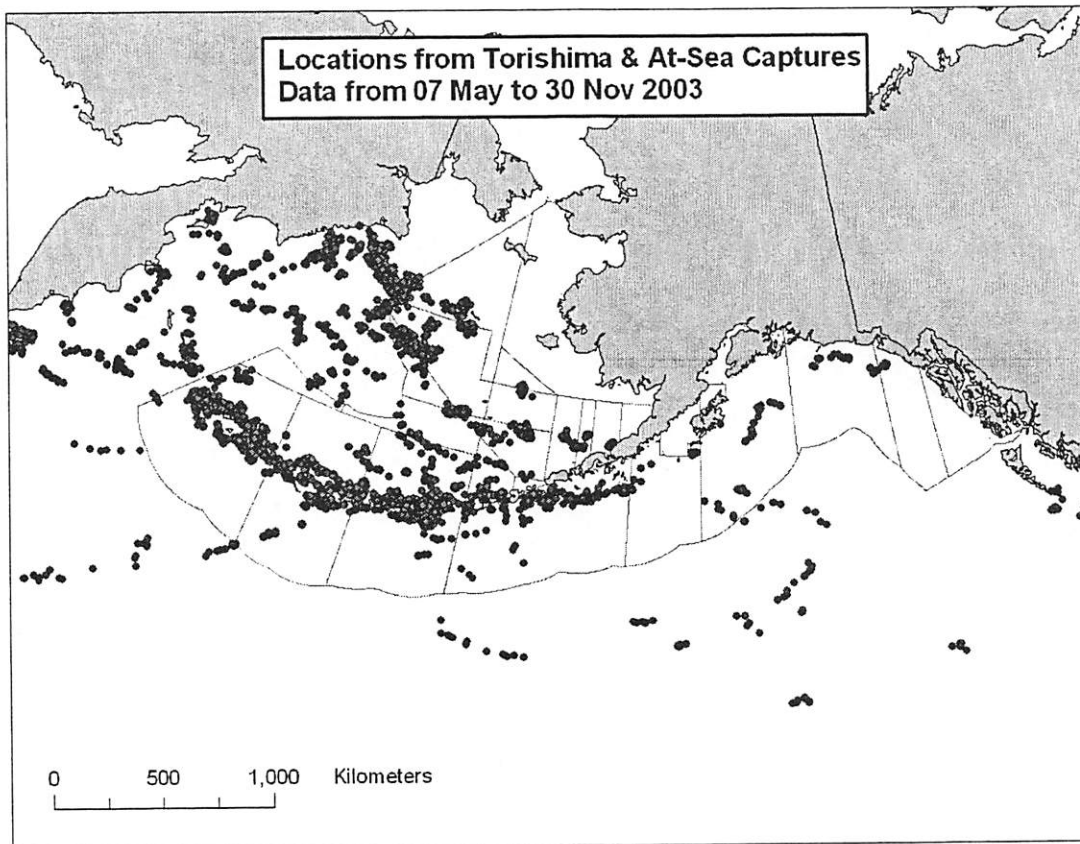 Locations from Torishima & At-Sea Captures
Data from 07 May to 30 Nov 2003
0 500 1,000 Kilometers